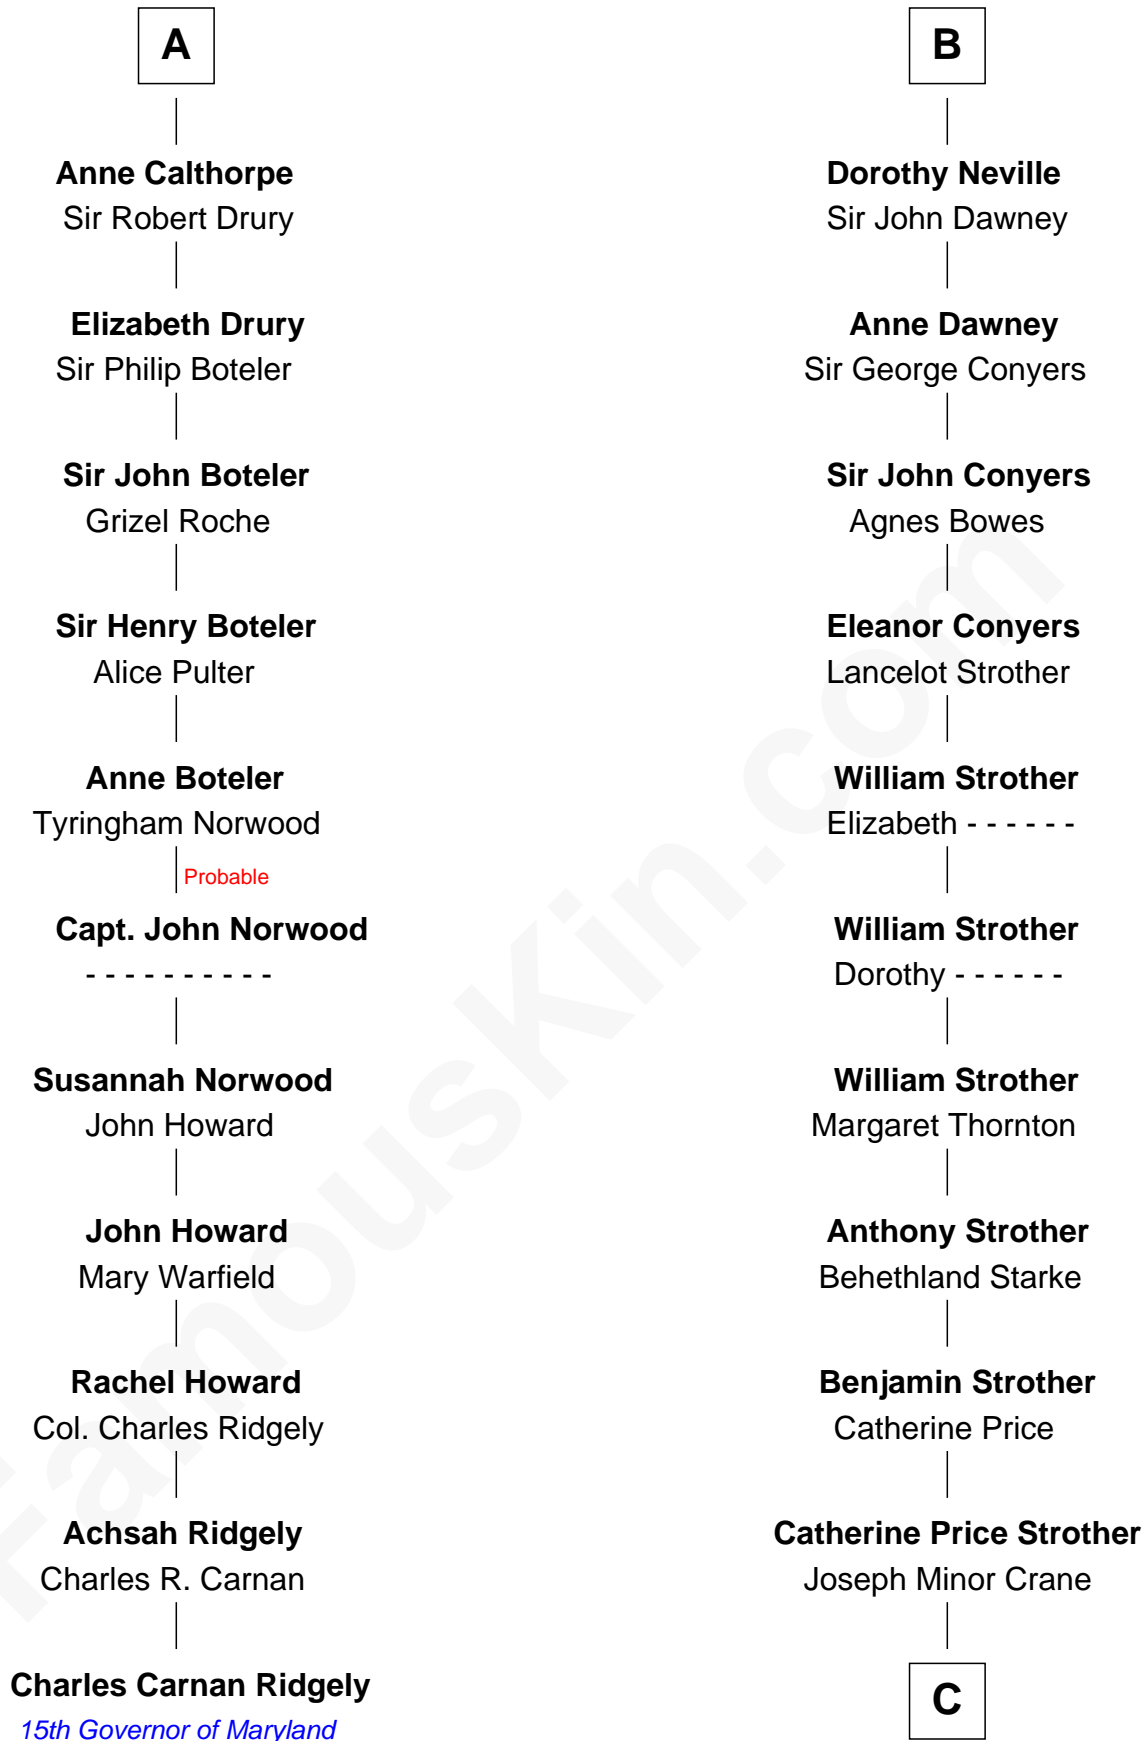 A
Anne Calthorpe
Sir Robert Drury
Elizabeth Drury
Sir Philip Boteler
Sir John Boteler
Grizel Roche
Sir Henry Boteler
Alice Pulter
Anne Boteler
Tyringham Norwood
Probable
Capt. John Norwood
- - - - - - - - - -
Susannah Norwood
John Howard
John Howard
Mary Warfield
Rachel Howard
Col. Charles Ridgely
Achsah Ridgely
Charles R. Carnan
Charles Carnan Ridgely
15th Governor of Maryland
B
Dorothy Neville
Sir John Dawney
Anne Dawney
Sir George Conyers
Sir John Conyers
Agnes Bowes
Eleanor Conyers
Lancelot Strother
William Strother
Elizabeth - - - - - -
William Strother
Dorothy - - - - - -
William Strother
Margaret Thornton
Anthony Strother
Behethland Starke
Benjamin Strother
Catherine Price
Catherine Price Strother
Joseph Minor Crane
C
FamousKin.com